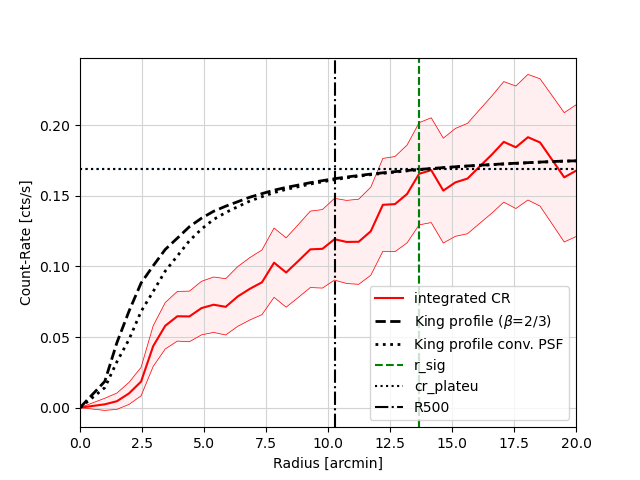 0.20
0.15
0.10
0.05
0.00
Count-Rate [cts/s]
integrated CR
King profile (β=2/3)
King profile conv. PSF
r_sig
cr_plateu
R500
0.0 2.5 5.0 7.5 10.0 12.5 15.0 17.5 20.0
Radius [arcmin]